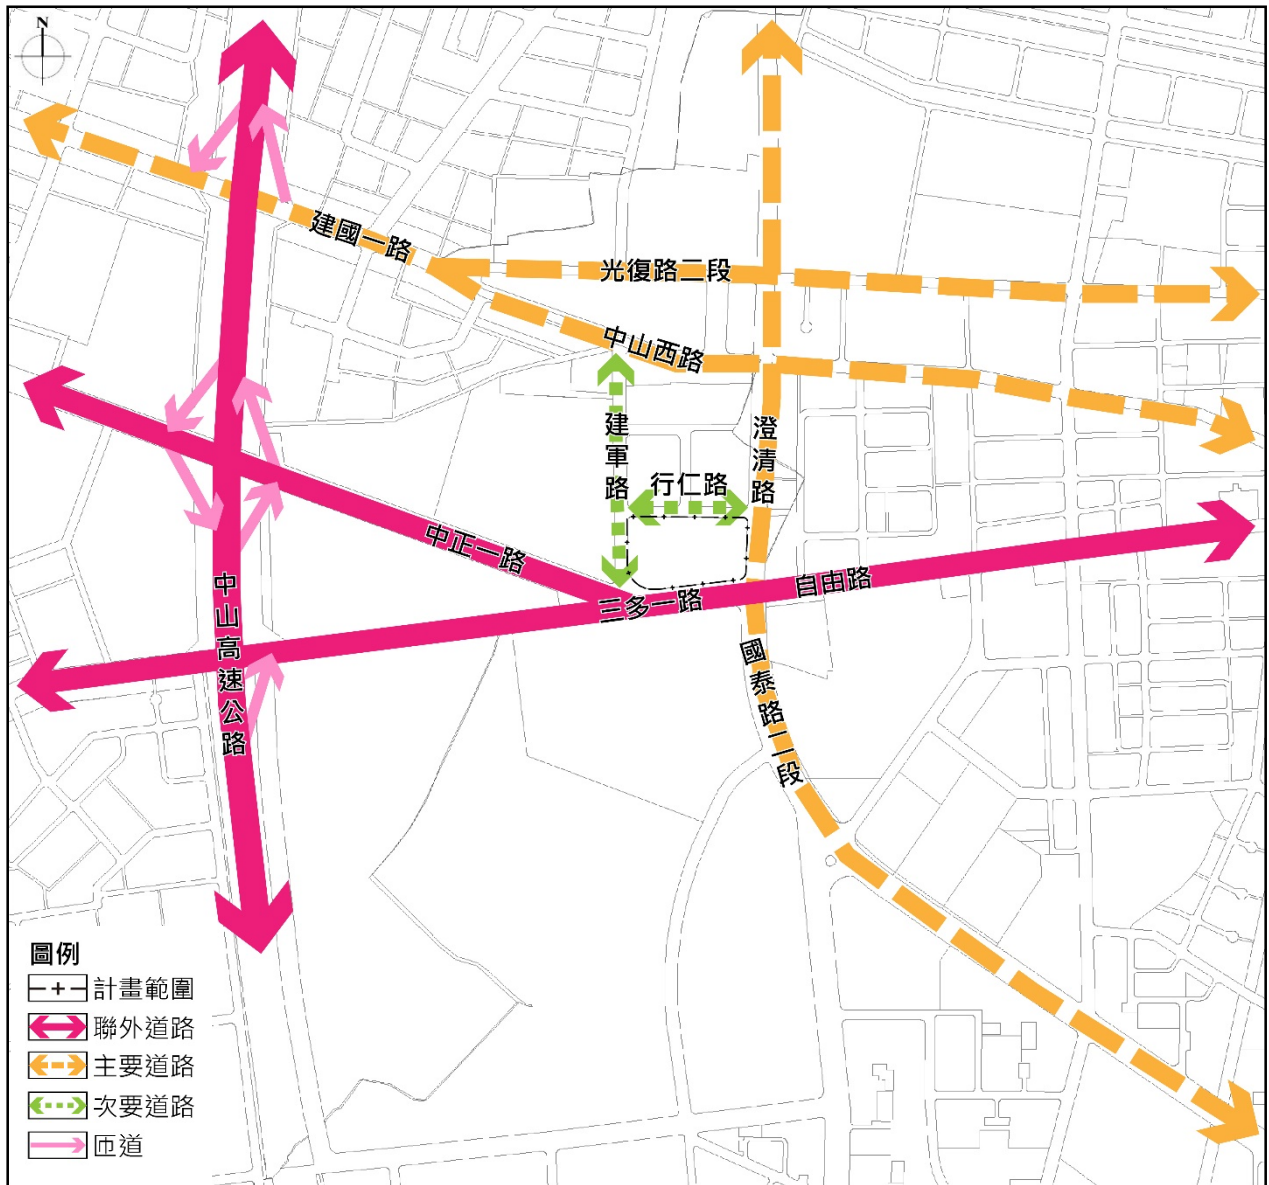 N
建國一路
光復路二段
中山西路
建軍路
澄清路
行仁路
中正一路
三多一路
自由路
中山高速公路
國泰路二段
圖例
計畫範圍
聯外道路
主要道路
次要道路
匝道